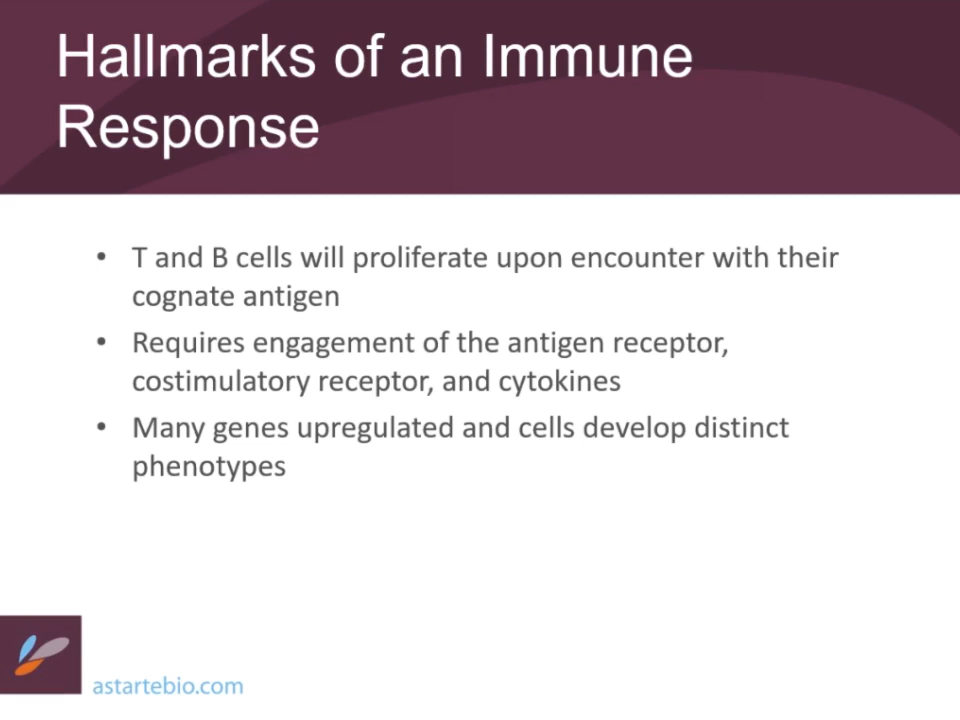 Hallmarks of an Immune
Response
• T and B cells will proliferate upon encounter with their
cognate antigen
• Requires engagement of the antigen receptor,
costimulatory receptor, and cytokines
• Many genes upregulated and cells develop distinct
phenotypes
astartebio.com